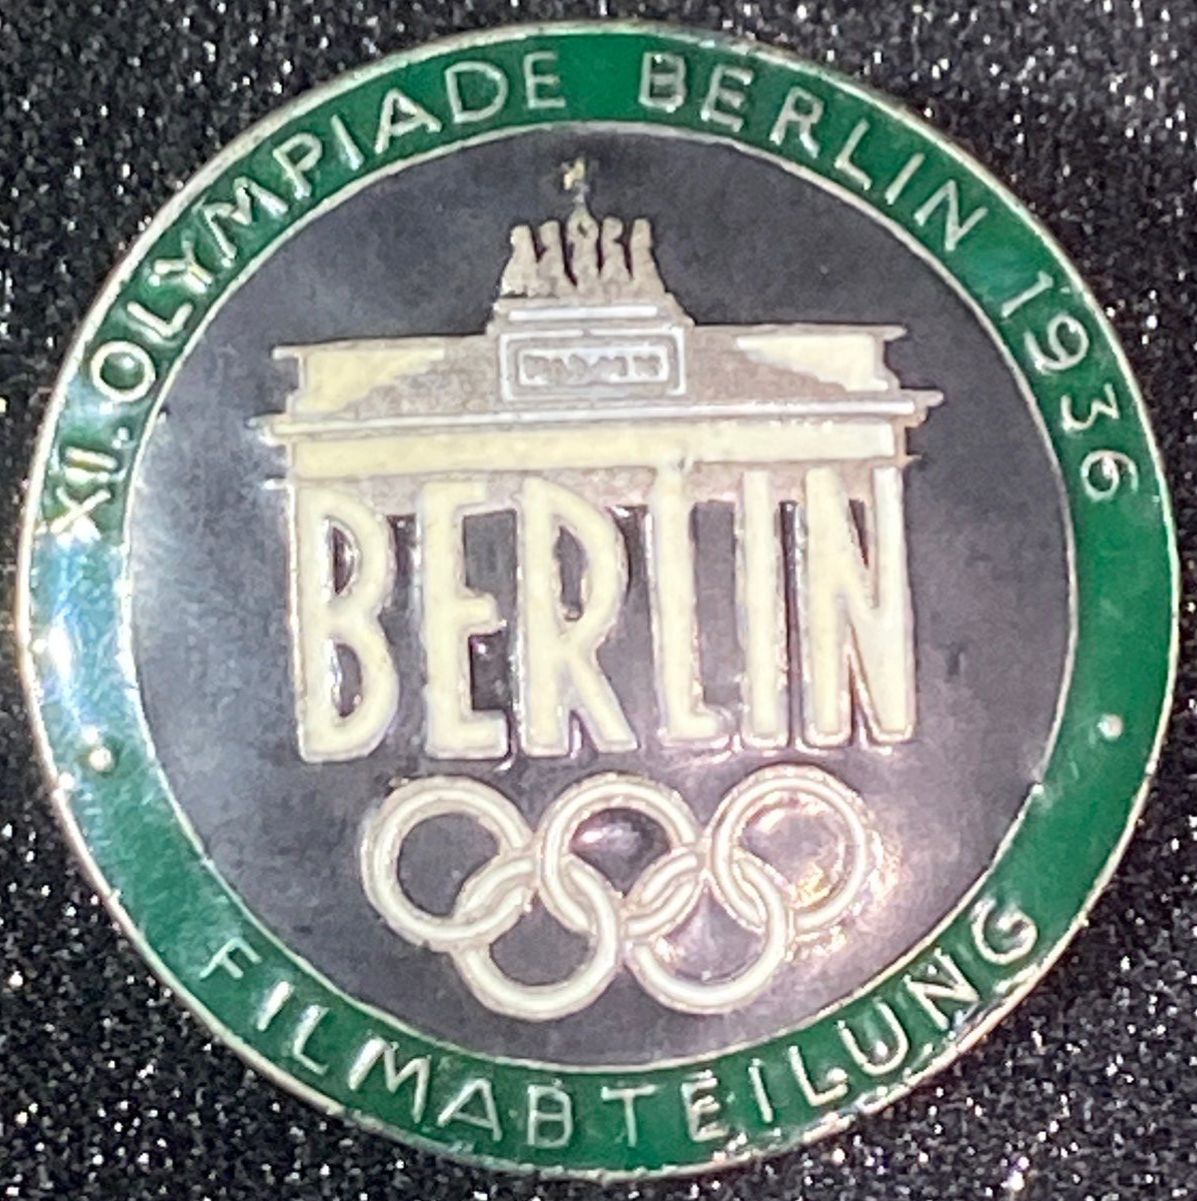 XI. OLYMPIADE BERLIN 1936
BERLIN
• FILMABTEILUNG •